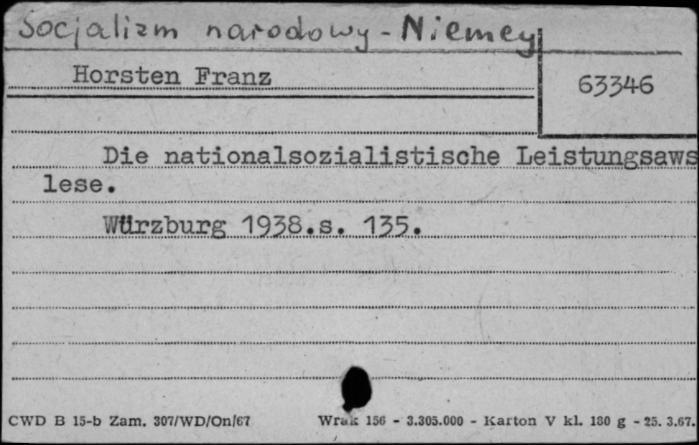 Socjalizm narodowy - Niemcy
Horsten Franz
63346
Die nationalsozialistische Leistungsaws
lese.
Würzburg 1938.s. 135.
CWD B 15-b Zam. 307/WD/On/67 Wrak 156 - 3.305.000 - Karton V kl. 180 g - 25. 3.67